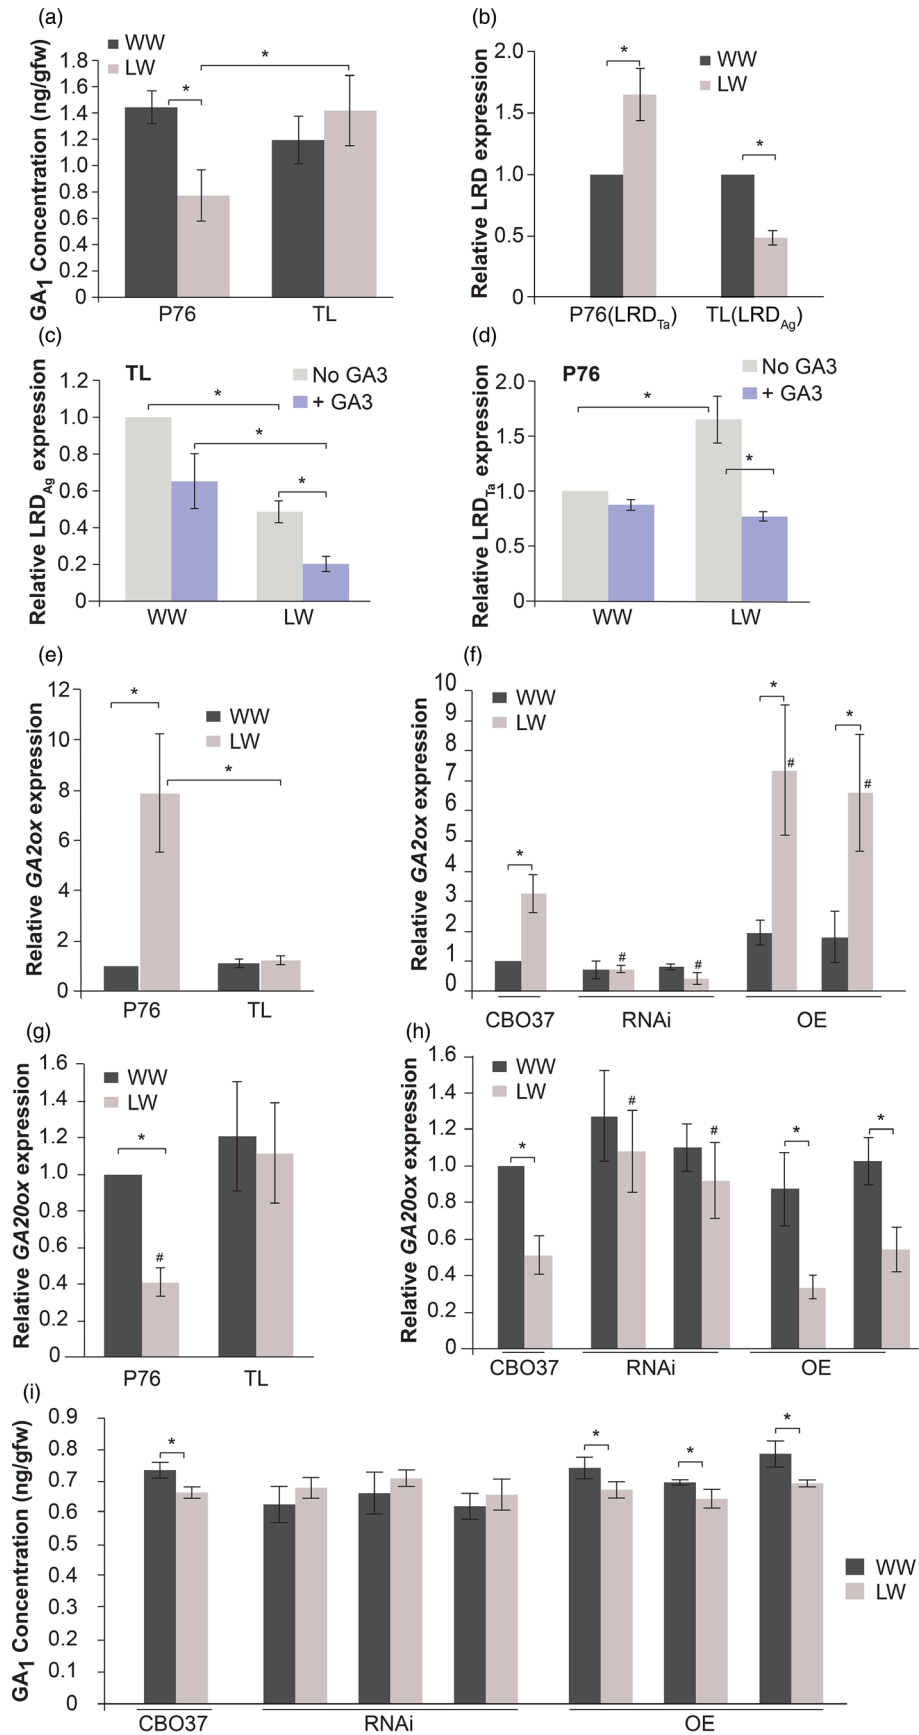 (a)
GA1 Concentration (ng/gfw)
WW
LW
1.8
1.6
1.4
1.2
1.0
0.8
0.6
0.4
0.2
0
*
*
P76
TL
(b)
Relative LRD expression
2.0
1.5
1.0
0.5
0
WW
LW
*
*
P76(LRDTa)
TL(LRDAg)
(c)
Relative LRDAg expression
TL
No GA3
+ GA3
1.2
1.0
0.8
0.6
0.4
0.2
0
*
*
*
WW
LW
(d)
Relative LRDTa expression
P76
No GA3
+ GA3
2.0
1.5
1.0
0.5
0
*
*
WW
LW
(e)
Relative GA2ox expression
12
10
8
6
4
2
0
WW
LW
*
*
P76
TL
(f)
Relative GA2ox expression
10
9
8
7
6
5
4
3
2
1
0
WW
LW
*
#
#
*
#
*
#
CBO37
RNAi
OE
(g)
Relative GA20ox expression
1.6
1.4
1.2
1.0
0.8
0.6
0.4
0.2
0
WW
LW
*
#
P76
TL
(h)
Relative GA20ox expression
1.6
1.4
1.2
1.0
0.8
0.6
0.4
0.2
0
WW
LW
*
#
#
*
*
CBO37
RNAi
OE
(i)
GA1 Concentration (ng/gfw)
0.9
0.8
0.7
0.6
0.5
0.4
0.3
0.2
0.1
0
*
*
*
*
WW
LW
CBO37
RNAi
OE